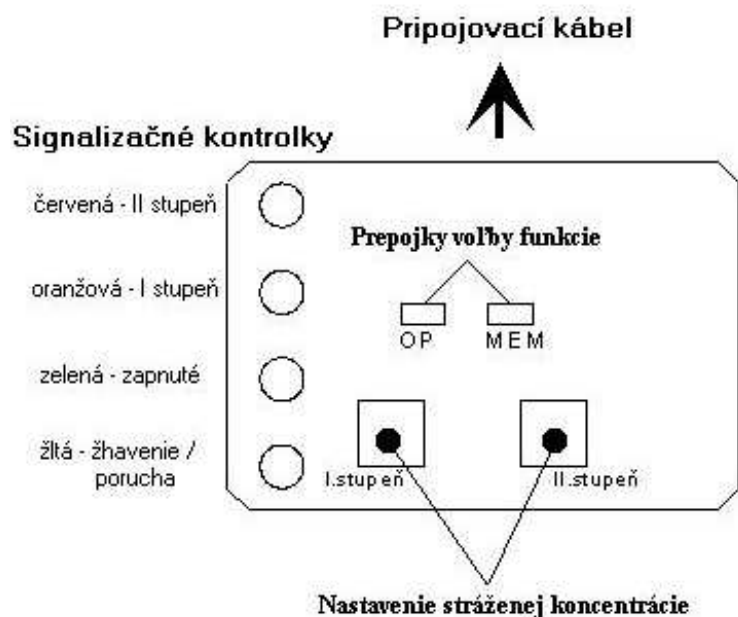 Pripojovací kábel
Signalizačné kontrolky
červená - II stupeň
Prepojky voľby funkcie
oranžová - I stupeň
OP MEM
zelená - zapnuté
žltá - žhavenie /
porucha
I.stupeň II.stupeň
Nastavenie stráženej koncentrácie